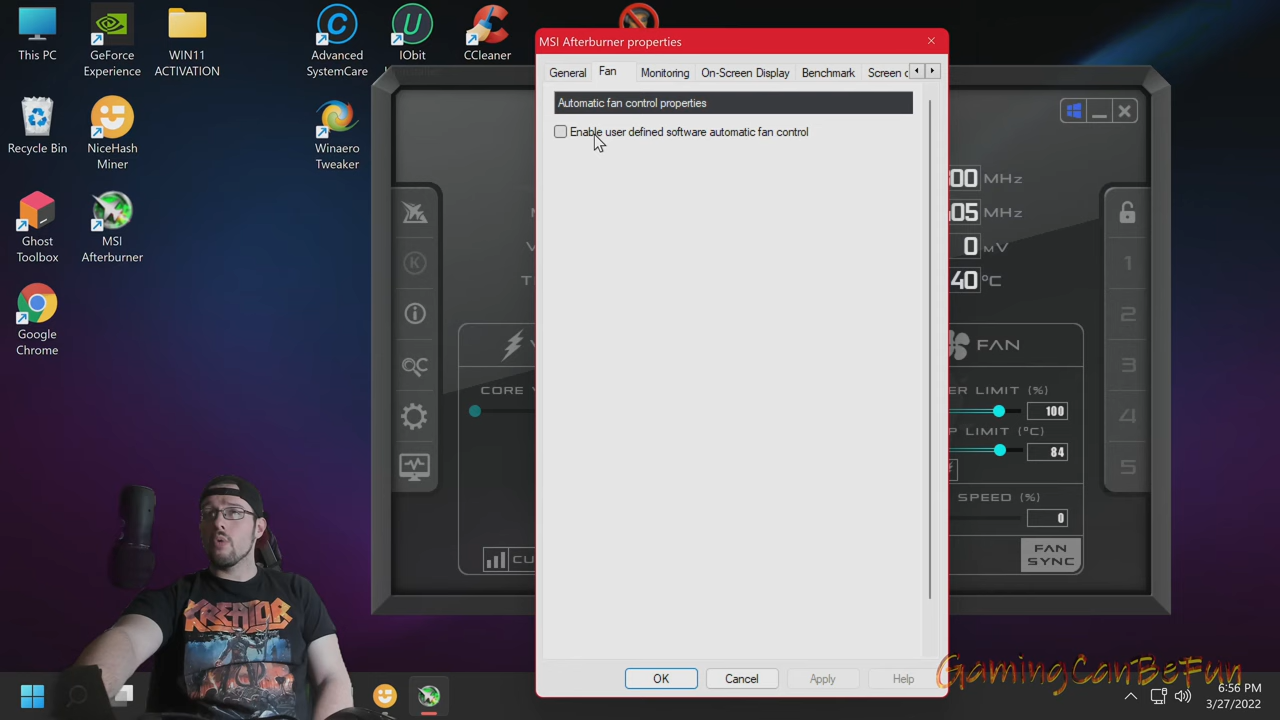 This PC
GeForce
Experience
WIN11
ACTIVATION
Advanced
SystemCare
IObit
CCleaner
Recycle Bin
NiceHash
Miner
Winaero
Tweaker
Ghost
Toolbox
MSI
Afterburner
Google
Chrome
MSI Afterburner properties
General
Fan
Monitoring
On-Screen Display
Benchmark
Screen c
Automatic fan control properties
Enable user defined software automatic fan control
MHz
MHz
0 MV
40 °C
FAN
CORE
ER LIMIT (%)
100
P LIMIT (°C)
84
SPEED (%)
0
FAN
SYNC
K
1
2
3
4
5
CU
OK
Cancel
Apply
Help
KREATOR
GamingCanBeFun
6:56 PM
3/27/2022